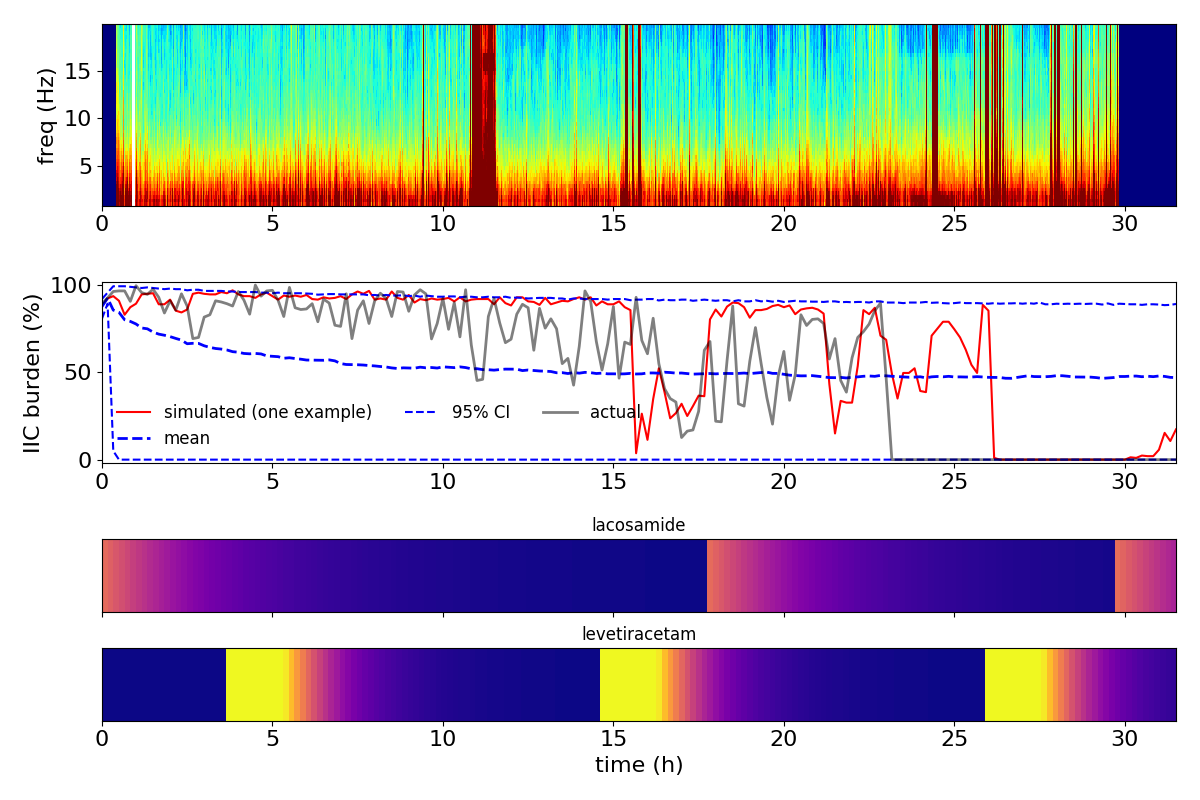 freq (Hz)
15
10
5
0 5 10 15 20 25 30
IIC burden (%)
100
50
0
simulated (one example) 95% CI actual
mean
0 5 10 15 20 25 30
lacosamide
levetiracetam
0 5 10 15 20 25 30
time (h)